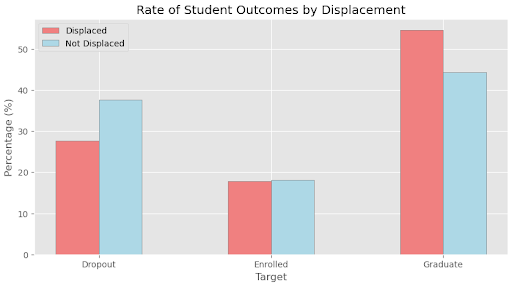 Rate of Student Outcomes by Displacement
Displaced
Not Displaced
Percentage (%)
50
40
30
20
10
0
Dropout
Enrolled
Graduate
Target